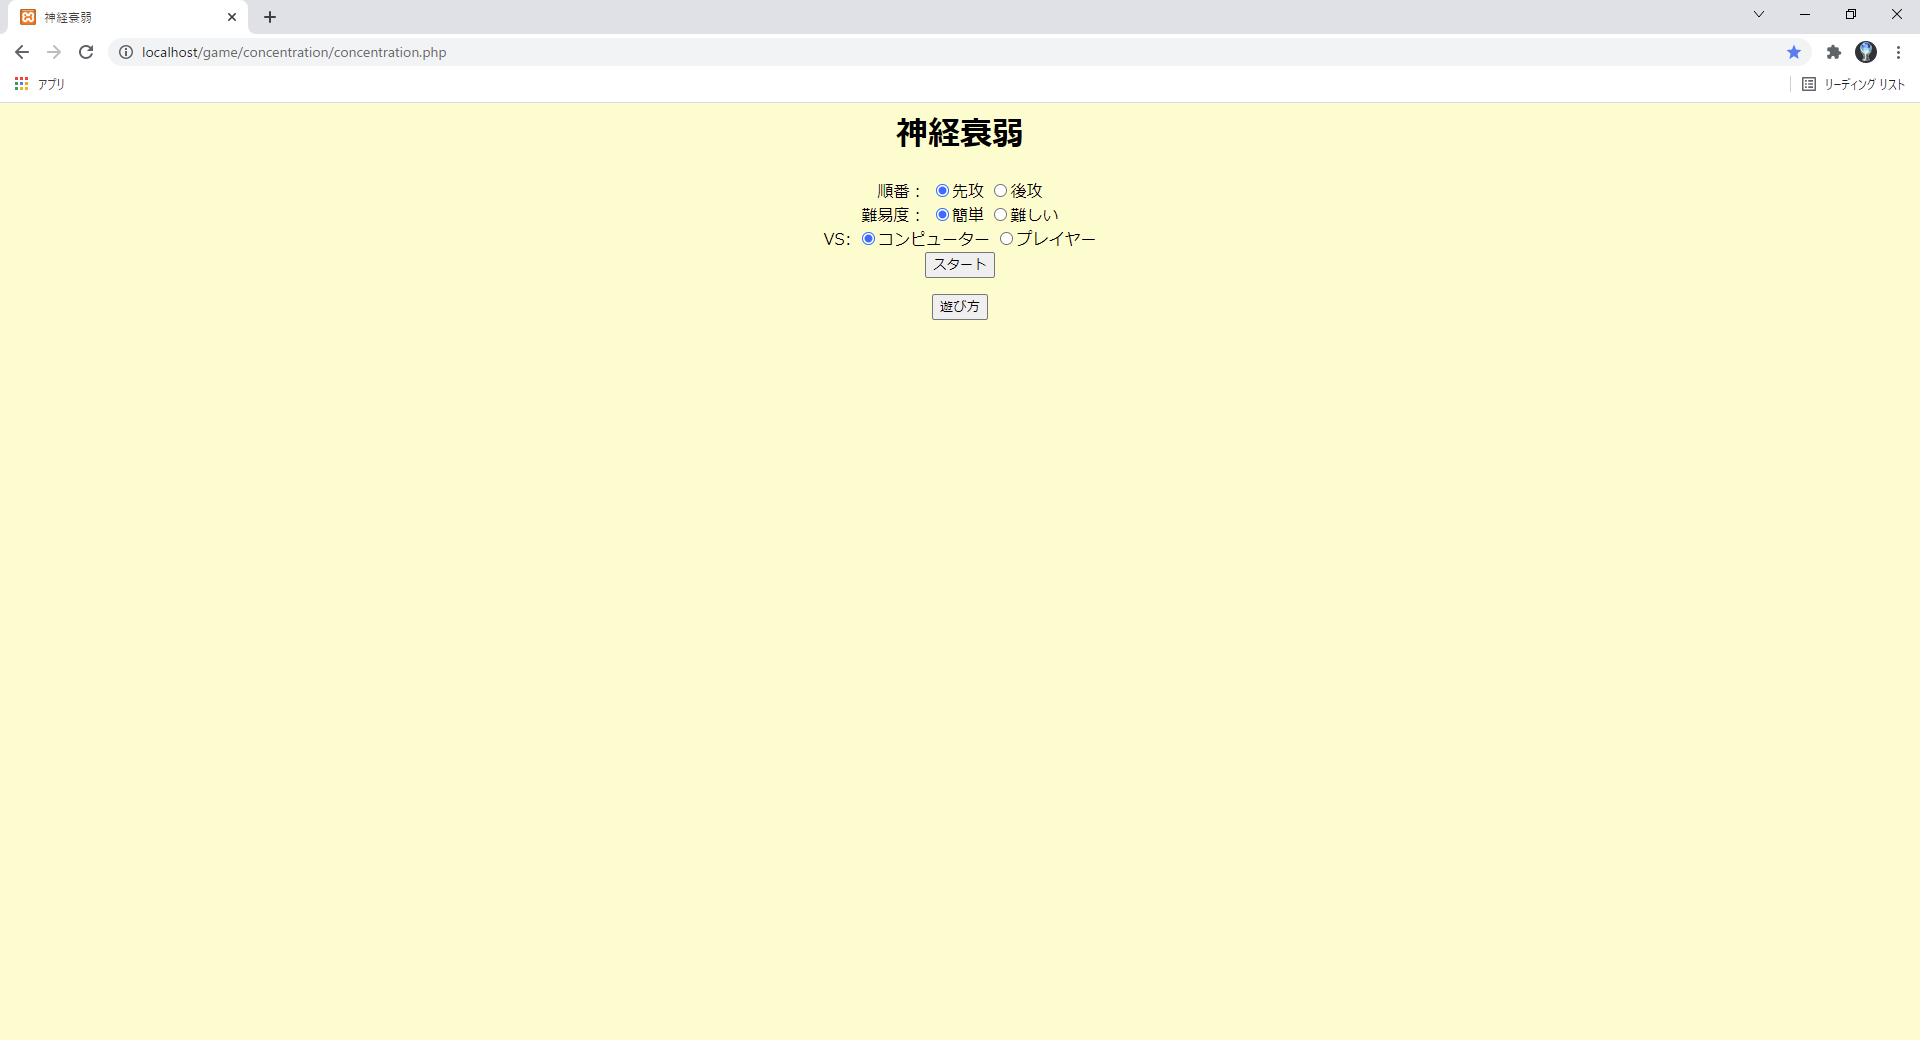 神経衰弱
localhost/game/concentration/concentration.php
アプリ
リーディング リスト
神経衰弱
順番： 先攻 後攻
難易度： 簡単 難しい
VS: コンピューター プレイヤー
スタート
遊び方